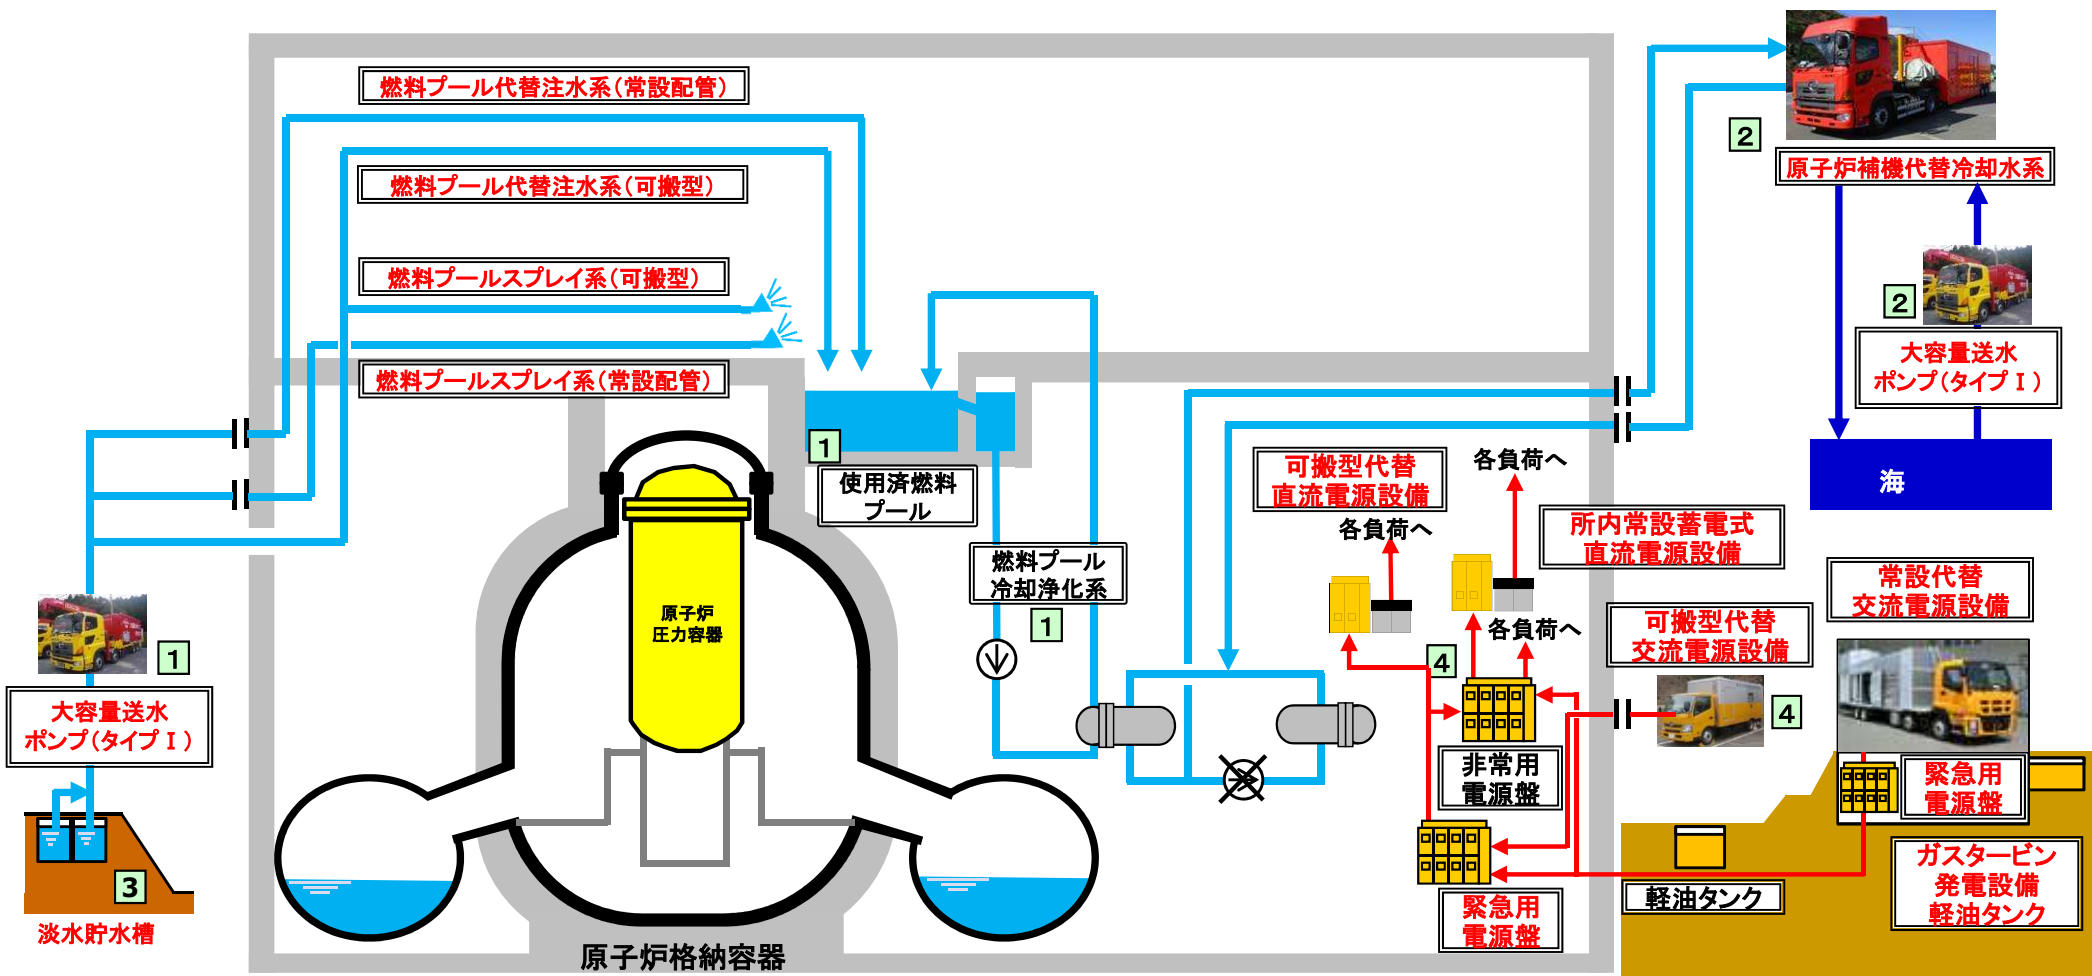 燃料プール代替注水系(常設配管)
燃料プール代替注水系(可搬型)
燃料プールスプレイ系(可搬型)
燃料プールスプレイ系(常設配管)
2
原子炉補機代替冷却水系
2
大容量送水
ポンプ(タイプⅠ)
海
1
使用済燃料
プール
燃料プール
冷却浄化系
1
原子炉
圧力容器
可搬型代替
直流電源設備
各負荷へ
各負荷へ
所内常設蓄電式
直流電源設備
各負荷へ
常設代替
交流電源設備
可搬型代替
交流電源設備
4
4
1
大容量送水
ポンプ(タイプⅠ)
3
淡水貯水槽
非常用
電源盤
緊急用
電源盤
緊急用
電源盤
軽油タンク
ガスタービン
発電設備
軽油タンク
原子炉格納容器